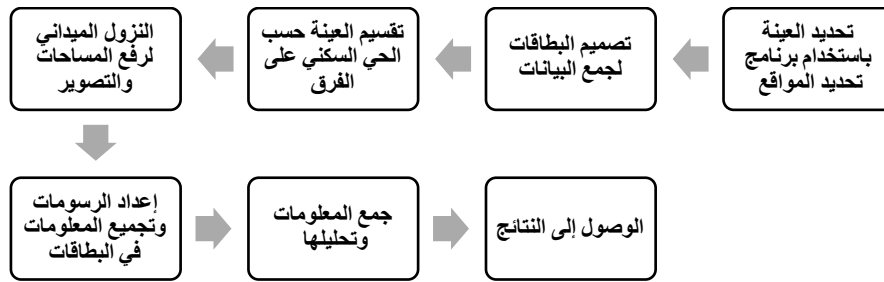 تحديد العينة
باستخدام برنامج
تحديد المواقع
تصميم البطاقات
لجمع البيانات
تقسيم العينة حسب
الحي السكني على
الفرق
النزول الميداني
لرفع المساحات
والتصوير
إعداد الرسومات
وتجميع المعلومات
في البطاقات
جمع المعلومات
وتحليلها
الوصول إلى النتائج